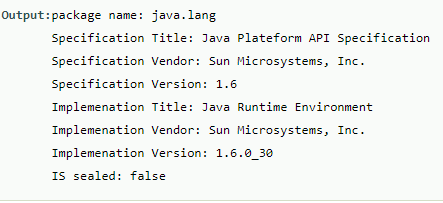 Output:package name: java.lang
Specification Title: Java Plateform API Specification
Specification Vendor: Sun Microsystems, Inc.
Specification Version: 1.6
Implemenation Title: Java Runtime Environment
Implemenation Vendor: Sun Microsystems, Inc.
Implemenation Version: 1.6.0_30
IS sealed: false